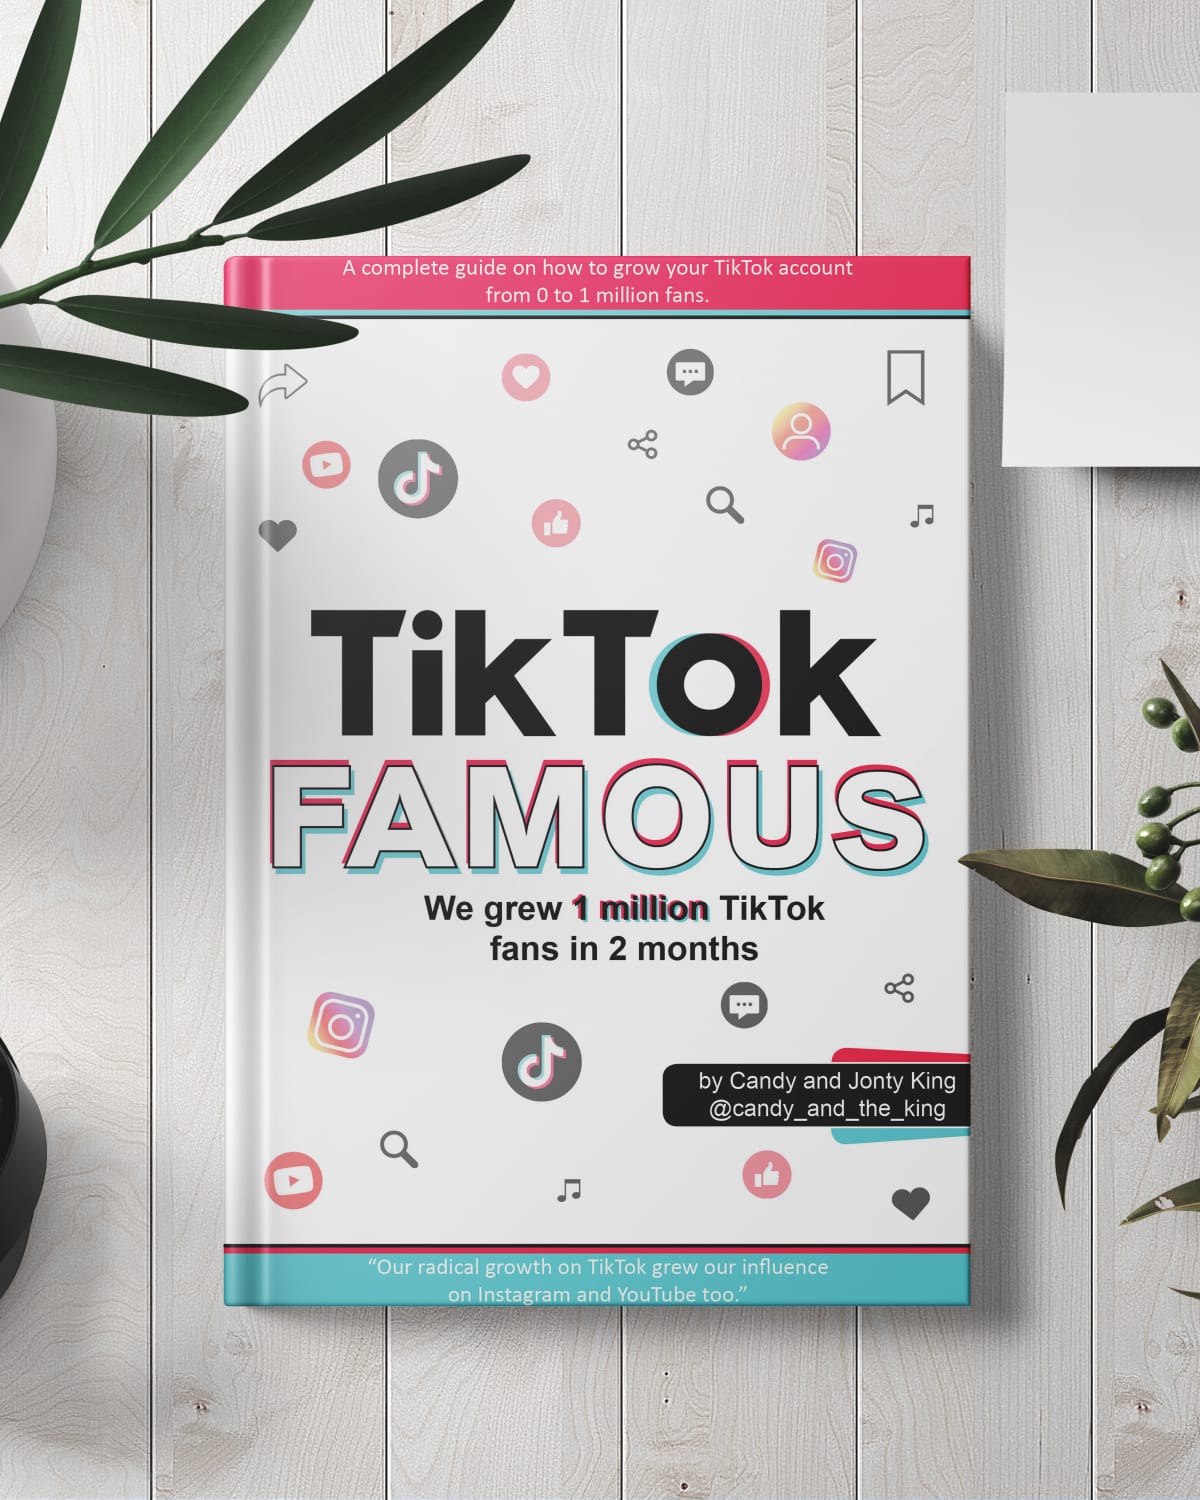 A complete guide on how to grow your TikTok account
from 0 to 1 million fans.
TikTok
FAMOUS
We grew 1 million TikTok
fans in 2 months
by Candy and Jonty King
@candy_and_the_king
“Our radical growth on TikTok grew our influence
on Instagram and YouTube too.”